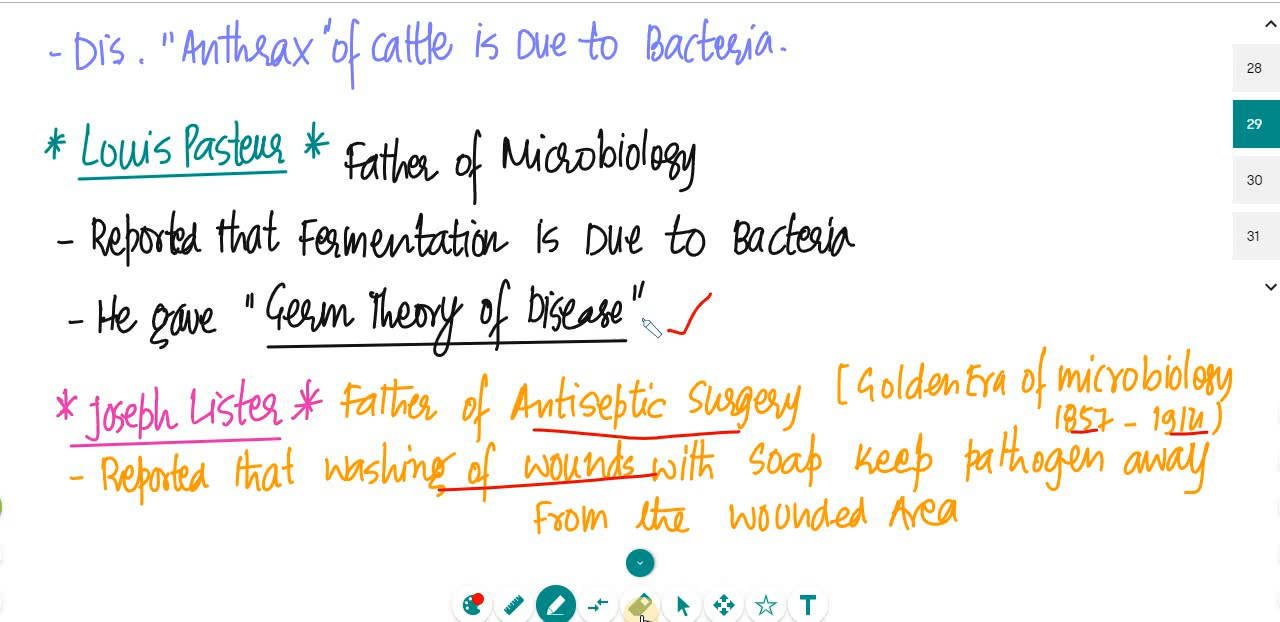 - Dis. "Anthrax" of cattle is Due to Bacteria.
* Louis Pasteur * Father of Microbiology
- Reported that Fermentation is Due to Bacteria
- He gave "Germ Theory of Disease"
* Joseph Lister * Father of Antiseptic Surgery [Golden Era of microbiology
1857 - 1914)
- Reported that washing of wounds with soap keep pathogen away
from the wounded Area
28
29
30
31
T